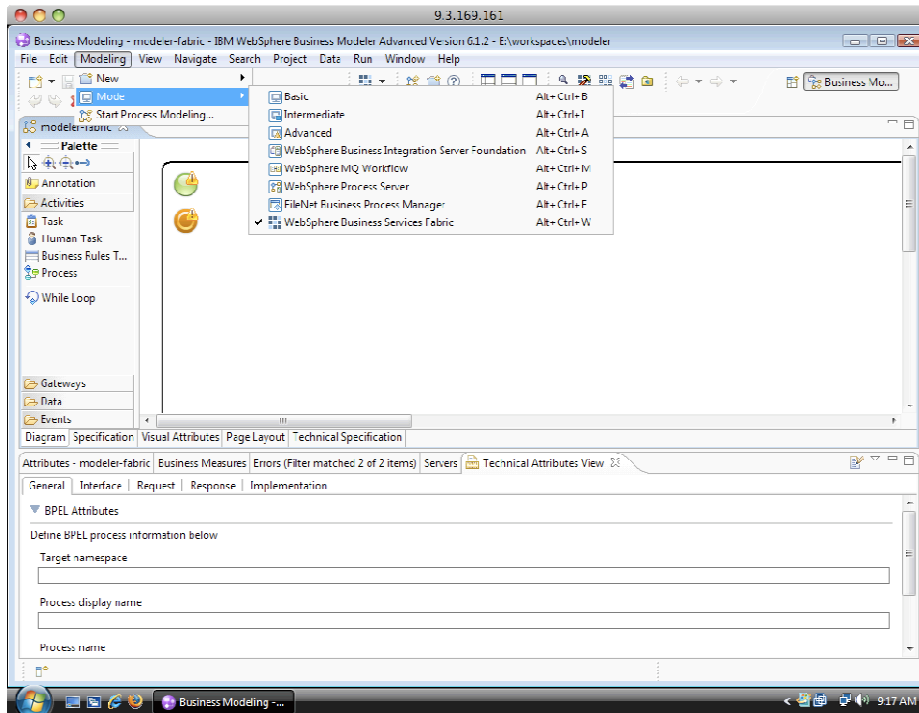 9.3.169.161
Business Modeling - modeler-fabric - IBM WebSphere Business Modeler Advanced Version 6.1.2 - E:\workspaces\modeler
File Edit Modeling View Navigate Search Project Data Run Window Help
New
Business Mo...
Mode
Start Process Modeling...
Basic Alt+Ctrl+B
Intermediate Alt+Ctrl+I
Advanced Alt+Ctrl+A
WebSphere Business Integration Server Foundation Alt+Ctrl+S
WebSphere MQ Workflow Alt+Ctrl+M
WebSphere Process Server Alt+Ctrl+P
FileNet Business Process Manager Alt+Ctrl+F
WebSphere Business Services Fabric Alt+Ctrl+W
modeler-fabric
Palette
Annotation
Activities
Task
Human Task
Business Rules T...
Process
While Loop
Gateways
Data
Events
Diagram Specification Visual Attributes Page Layout Technical Specification
Attributes - modeler-fabric Business Measures Errors (Filter matched 2 of 2 items) Servers Technical Attributes View
General Interface Request Response Implementation
BPEL Attributes
Define BPEL process information below
Target namespace
Process display name
Process name
Business Modeling -...
9:17 AM